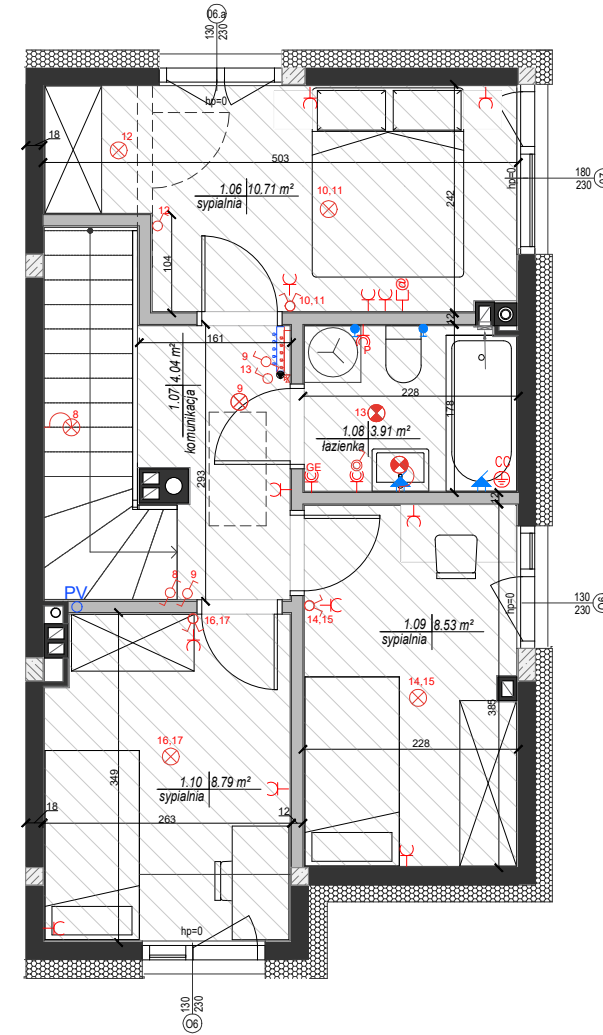 06.a
130
230
hp=0
18
12
503
180
230
hp=0
1.06 10.71 m²
sypialnia
10,11
242
13
104
10,11
@
12
161
9
13
P
228
178
1.07 4.04 m²
komunikacja
9
13
1.08 3.91 m²
łazienka
8
293
GE
CO
CC
12
8
9
PV
16,17
14,15
130
230
hp=0
1.09 8.53 m²
sypialnia
14,15
385
16,17
228
349
1.10 8.79 m²
sypialnia
18
263
12
hp=0
130
230
O6